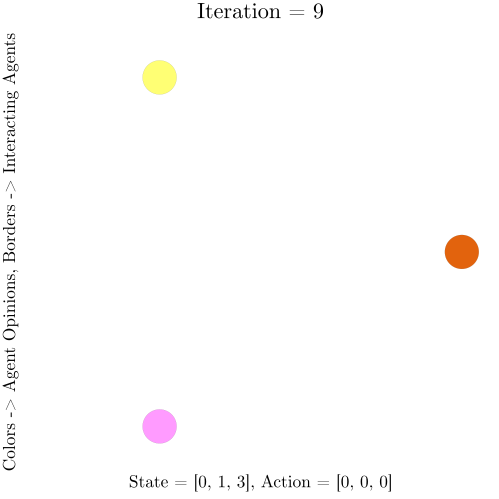 Iteration = 9
Colors -> Agent Opinions, Borders -> Interacting Agents
State = [0, 1, 3], Action = [0, 0, 0]